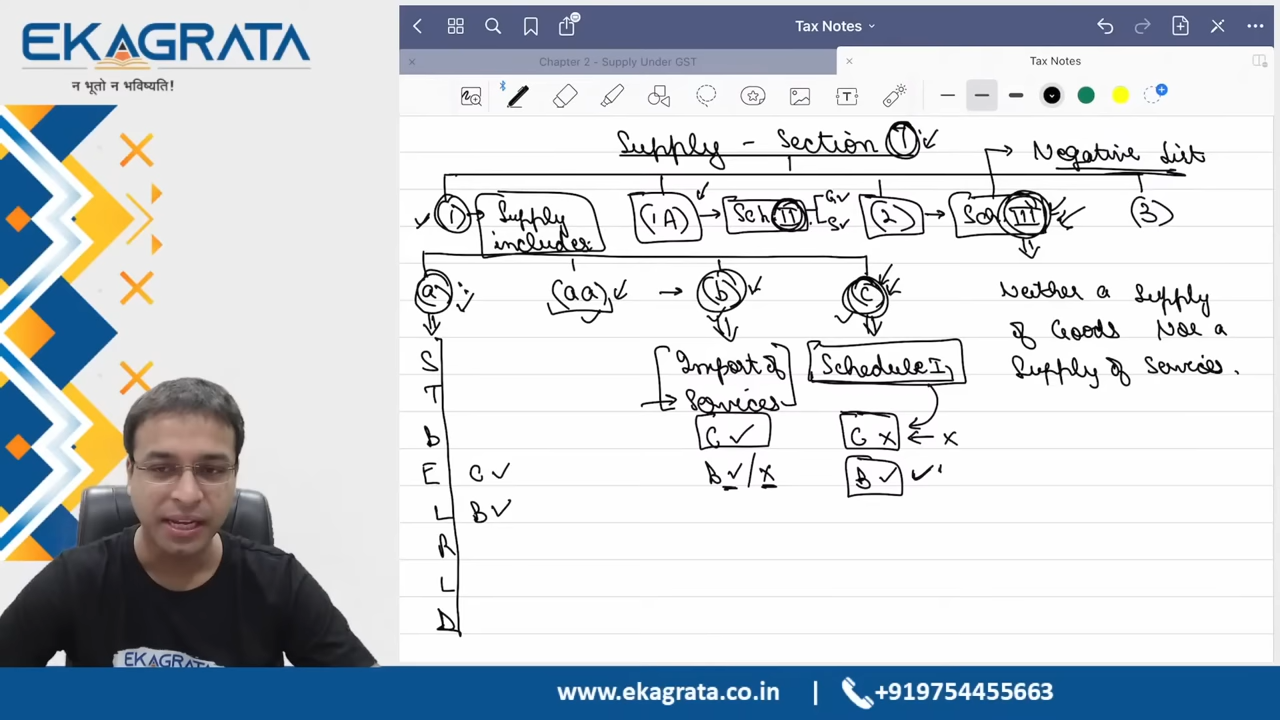 EKAGRATA
न भूतो न भविष्यति!
Tax Notes
Chapter 2 - Supply Under GST
Tax Notes
Supply - Section 7
Negative List
(1) → Supply includes
(1A) → Sch. II
G✓
S✓
(2) → Sch. III
(3)
a
(aa)
→ b
c
Neither a Supply
of Goods Nor a
Supply of Services.
Import of
→ Services
Schedule I
S
T
B
E
L
R
L
D
C ✓
B ✓
C ✓
B ✓/x
C x ← x
B ✓ ✓
EKAGRATA
www.ekagrata.co.in | +919754455663